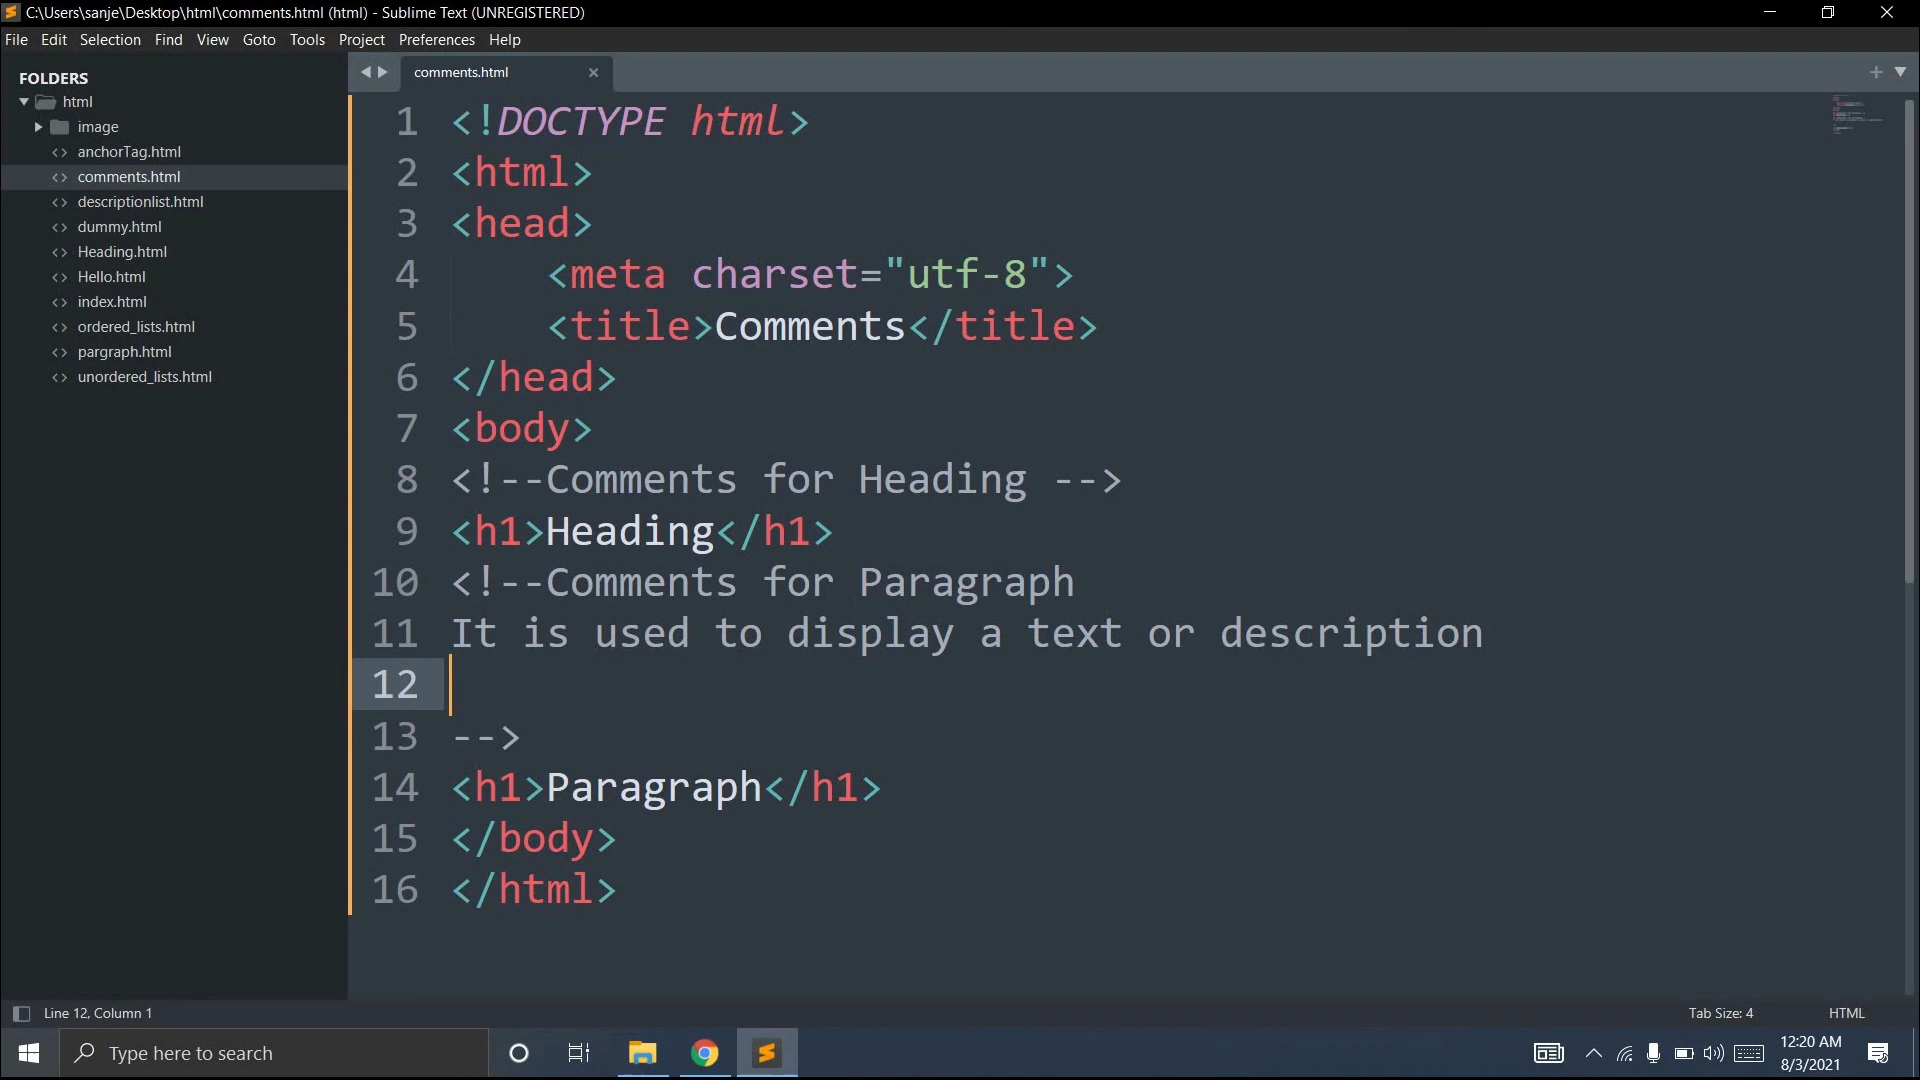 C:\Users\sanje\Desktop\html\comments.html (html) - Sublime Text (UNREGISTERED)
File Edit Selection Find View Goto Tools Project Preferences Help
FOLDERS
html
image
anchorTag.html
comments.html
descriptionlist.html
dummy.html
Heading.html
Hello.html
index.html
ordered_lists.html
pargraph.html
unordered_lists.html
comments.html
1 <!DOCTYPE html>
2 <html>
3 <head>
4     <meta charset="utf-8">
5     <title>Comments</title>
6 </head>
7 <body>
8 <!--Comments for Heading -->
9 <h1>Heading</h1>
10 <!--Comments for Paragraph
11 It is used to display a text or description
12
13 -->
14 <h1>Paragraph</h1>
15 </body>
16 </html>
Line 12, Column 1
Tab Size: 4
HTML
Type here to search
12:20 AM
8/3/2021